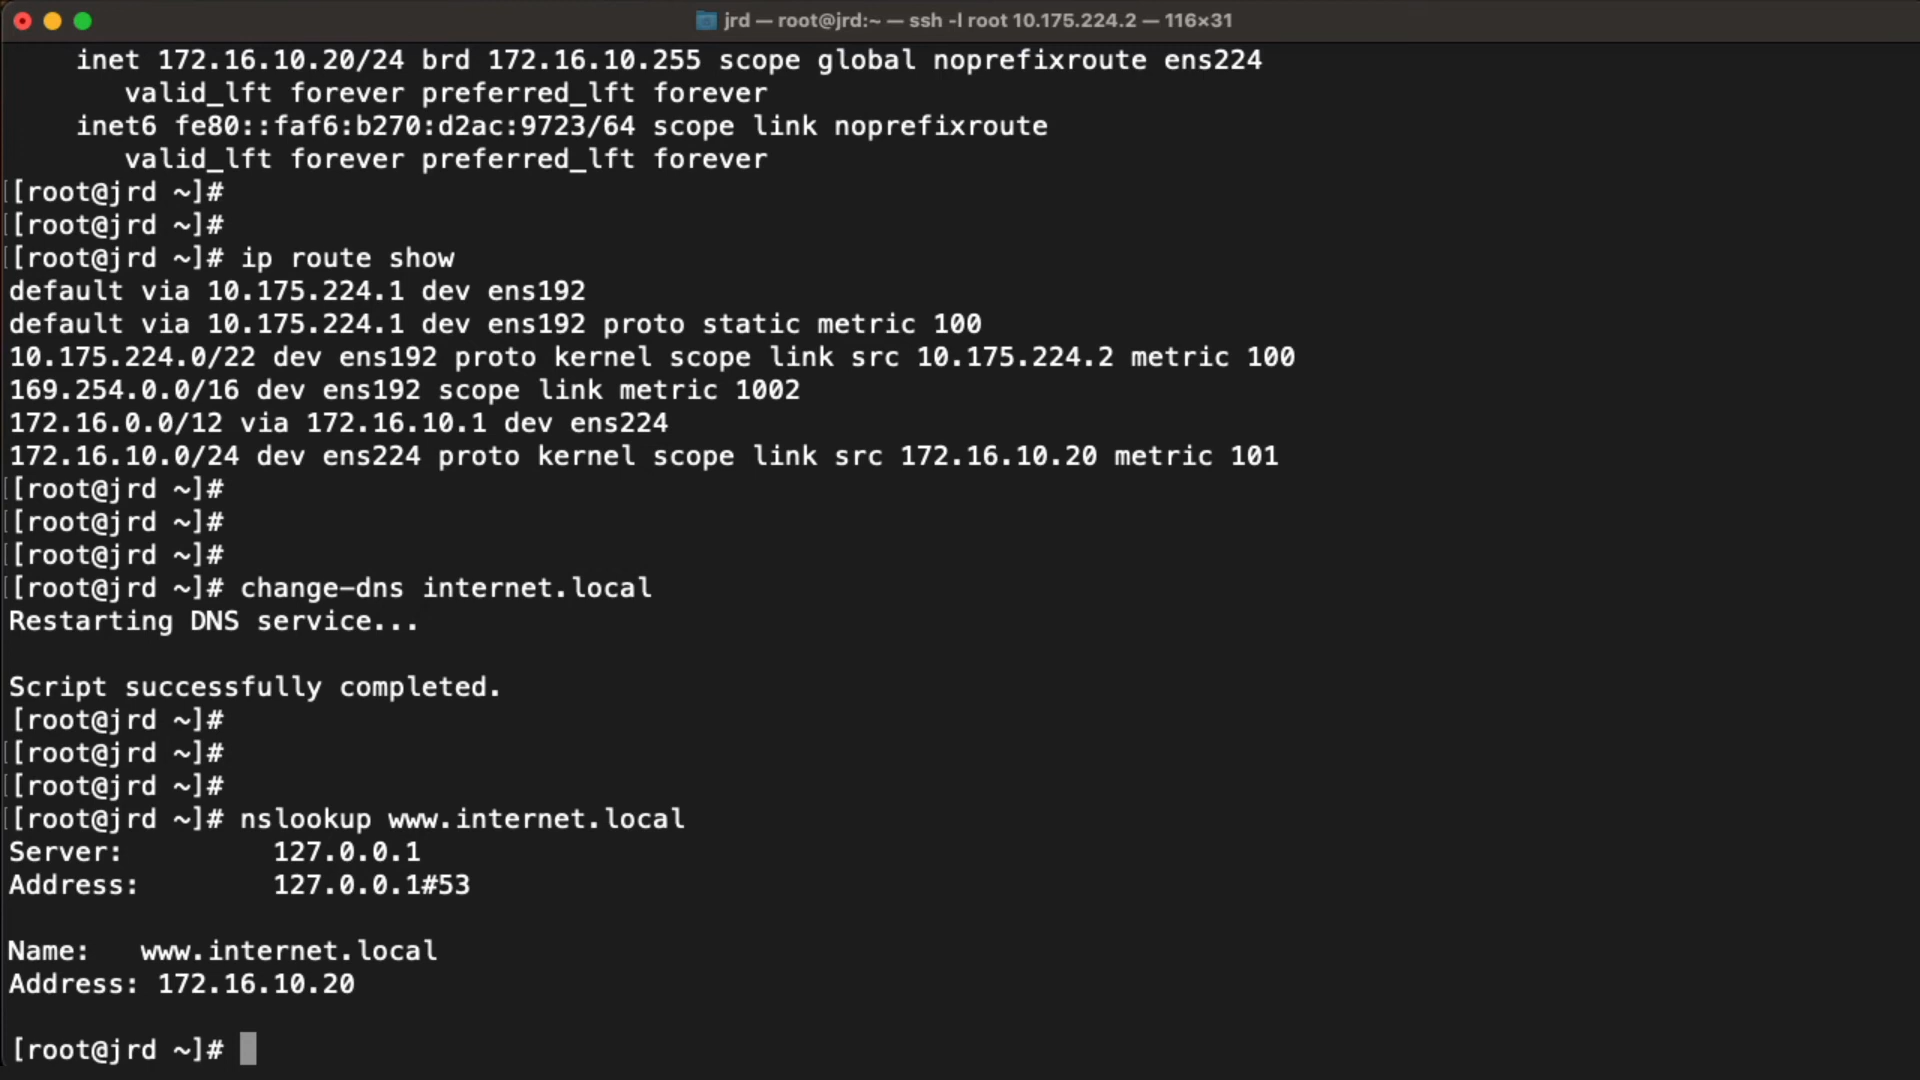 jrd — root@jrd:~ — ssh -l root 10.175.224.2 — 116×31
inet 172.16.10.20/24 brd 172.16.10.255 scope global noprefixroute ens224
valid_lft forever preferred_lft forever
inet6 fe80::faf6:b270:d2ac:9723/64 scope link noprefixroute
valid_lft forever preferred_lft forever
[[root@jrd ~]#
[[root@jrd ~]#
[[root@jrd ~]# ip route show
default via 10.175.224.1 dev ens192
default via 10.175.224.1 dev ens192 proto static metric 100
10.175.224.0/22 dev ens192 proto kernel scope link src 10.175.224.2 metric 100
169.254.0.0/16 dev ens192 scope link metric 1002
172.16.0.0/12 via 172.16.10.1 dev ens224
172.16.10.0/24 dev ens224 proto kernel scope link src 172.16.10.20 metric 101
[[root@jrd ~]#
[[root@jrd ~]#
[[root@jrd ~]#
[[root@jrd ~]# change-dns internet.local
Restarting DNS service...
Script successfully completed.
[root@jrd ~]#
[[root@jrd ~]#
[[root@jrd ~]#
[[root@jrd ~]# nslookup www.internet.local
Server: 127.0.0.1
Address: 127.0.0.1#53
Name: www.internet.local
Address: 172.16.10.20
[root@jrd ~]#